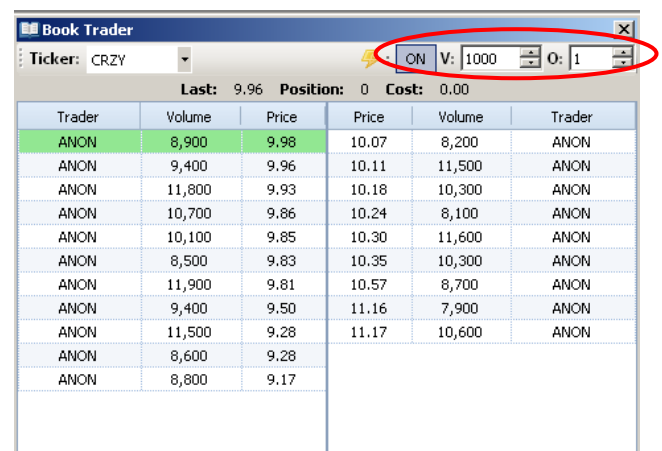 Book Trader
Ticker: CRZY : ON V: 1000 O: 1
Last: 9.96 Position: 0 Cost: 0.00
Trader Volume Price Price Volume Trader
ANON 8,900 9.98 10.07 8,200 ANON
ANON 9,400 9.96 10.11 11,500 ANON
ANON 11,800 9.93 10.18 10,300 ANON
ANON 10,700 9.86 10.24 8,100 ANON
ANON 10,100 9.85 10.30 11,600 ANON
ANON 8,500 9.83 10.35 10,300 ANON
ANON 11,900 9.81 10.57 8,700 ANON
ANON 9,400 9.50 11.16 7,900 ANON
ANON 11,500 9.28 11.17 10,600 ANON
ANON 8,600 9.28
ANON 8,800 9.17